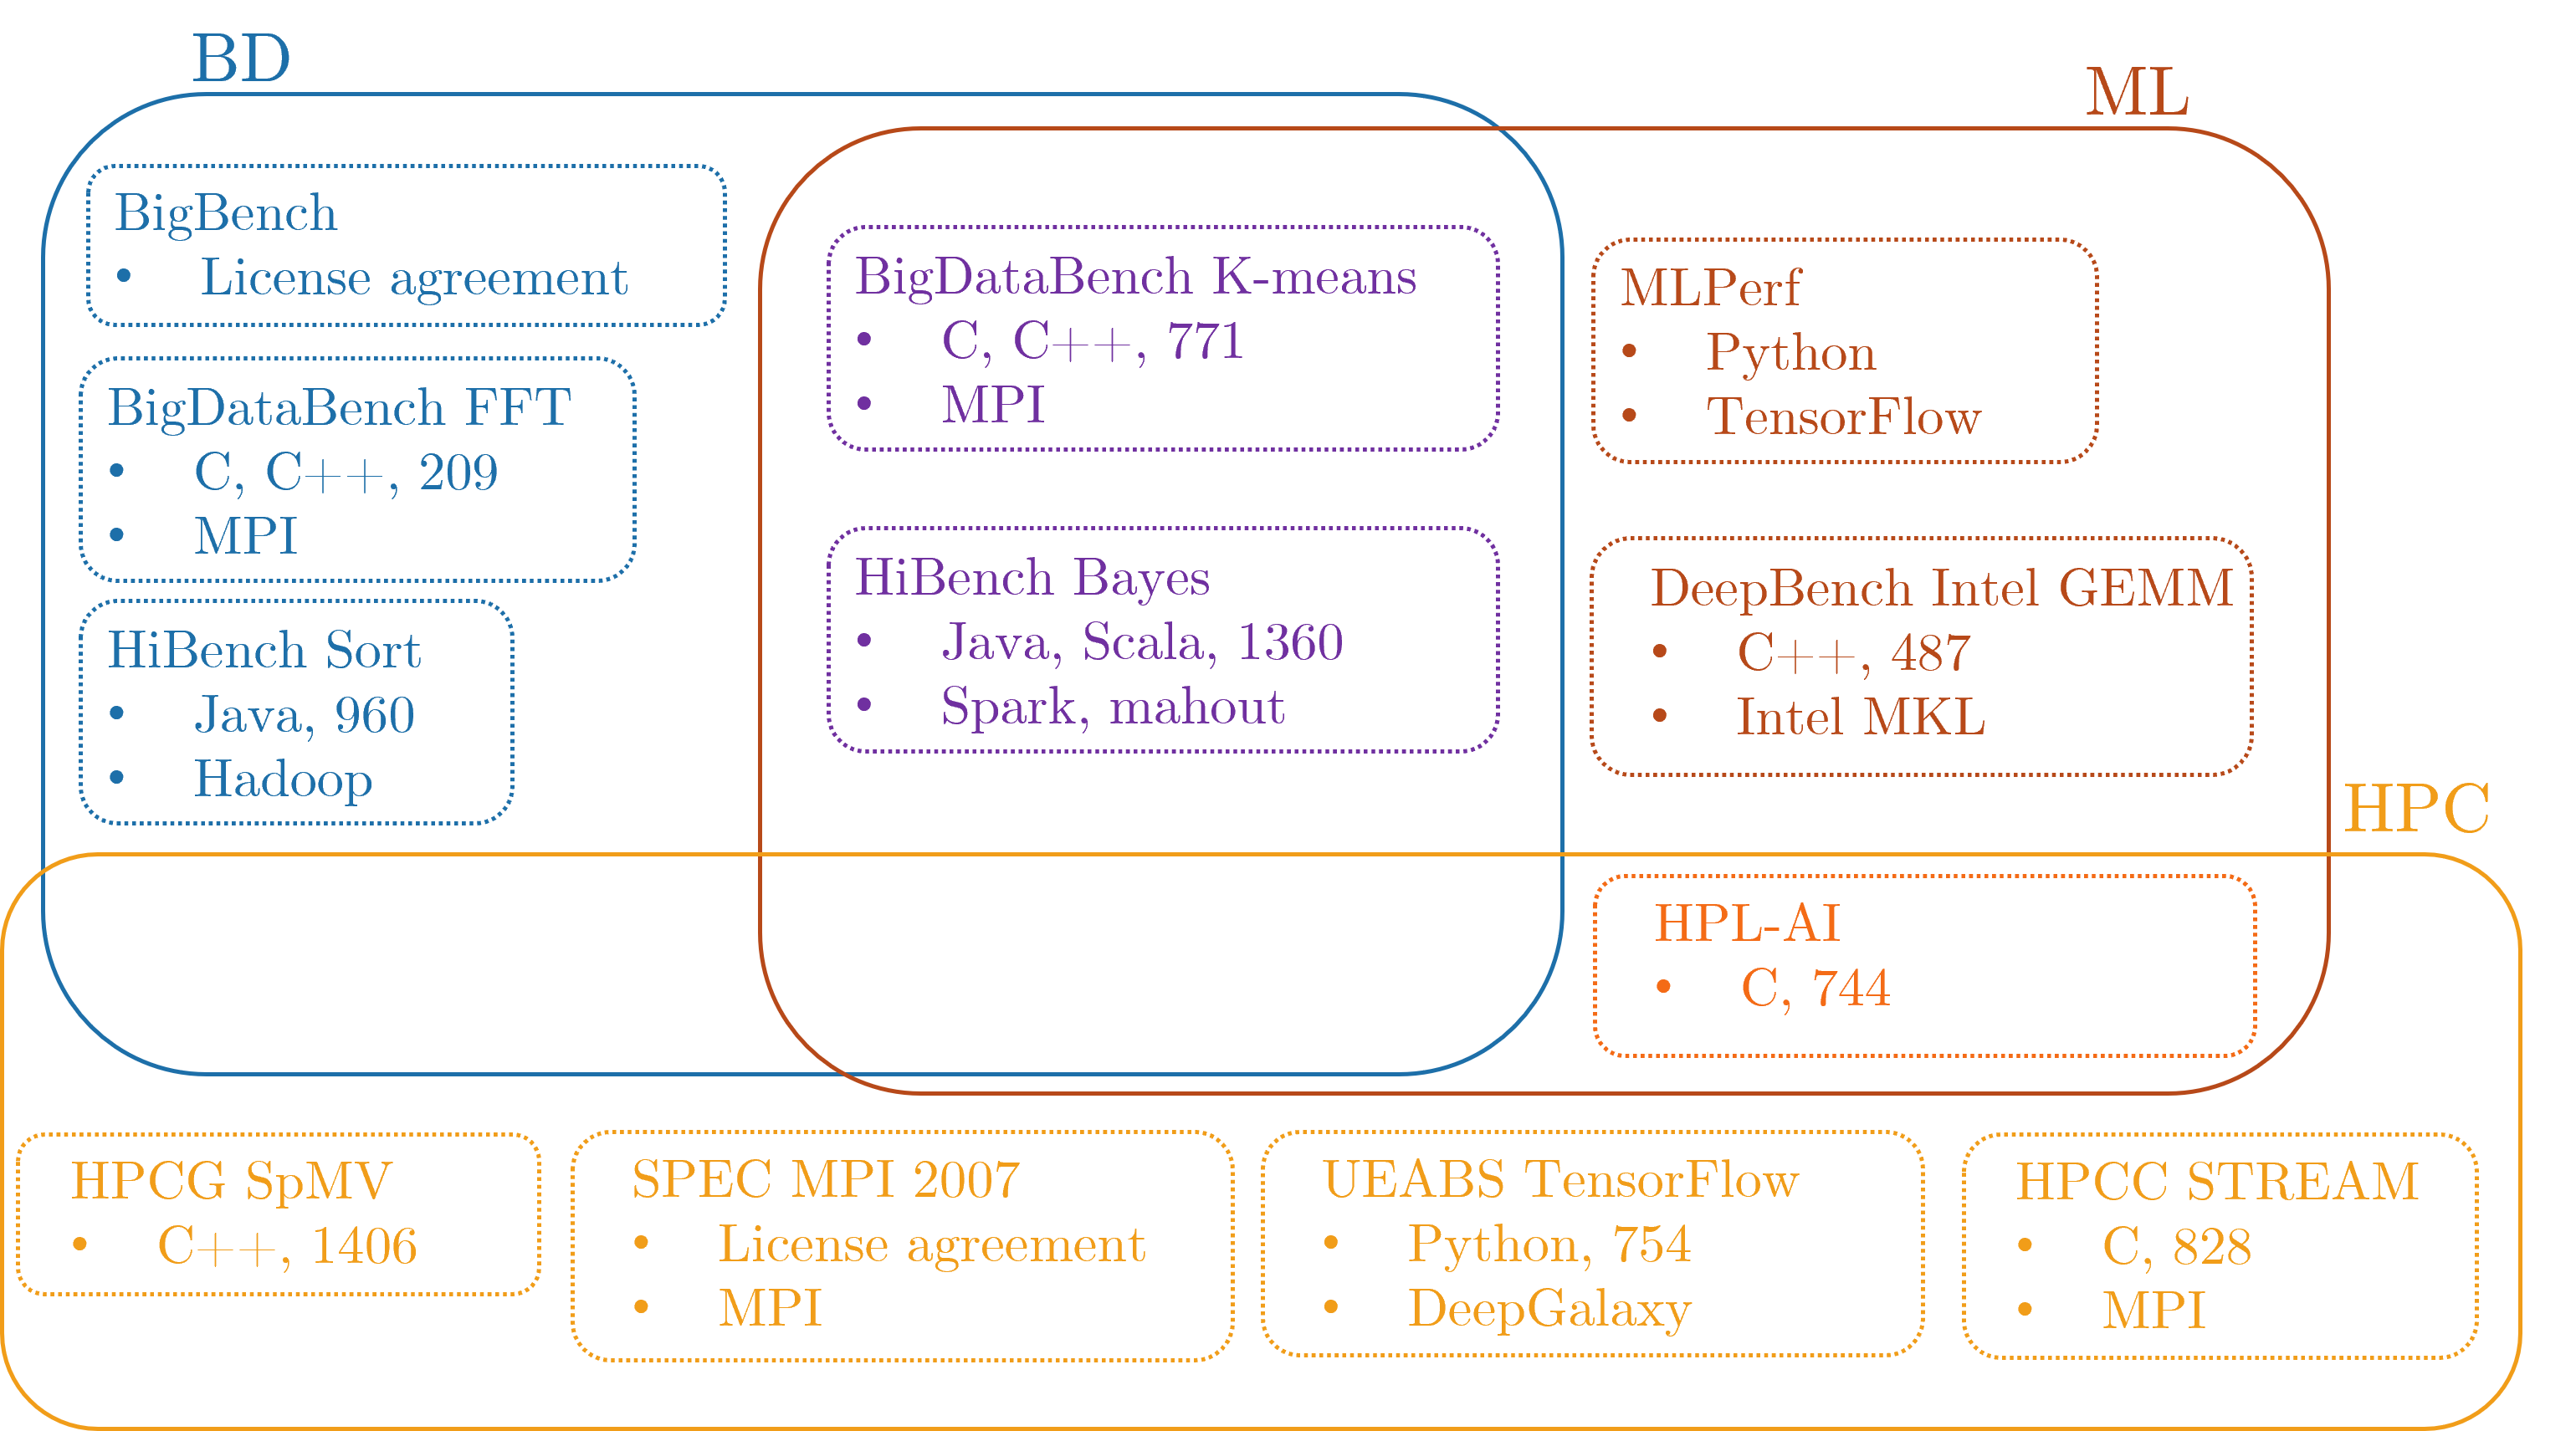 BD
ML
BigBench
• License agreement
BigDataBench FFT
• C, C++, 209
• MPI
HiBench Sort
• Java, 960
• Hadoop
BigDataBench K-means
• C, C++, 771
• MPI
HiBench Bayes
• Java, Scala, 1360
• Spark, mahout
MLPerf
• Python
• TensorFlow
DeepBench Intel GEMM
• C++, 487
• Intel MKL
HPC
HPL-AI
• C, 744
HPCG SpMV
• C++, 1406
SPEC MPI 2007
• License agreement
• MPI
UEABS TensorFlow
• Python, 754
• DeepGalaxy
HPCC STREAM
• C, 828
• MPI